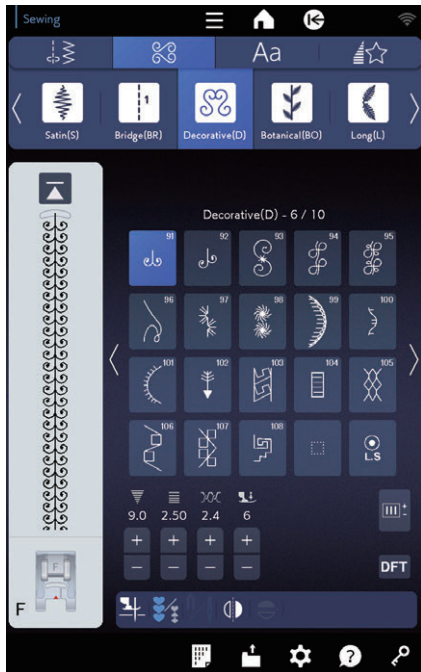 Sewing
Aa
1
Satin(S) Bridge(BR) Decorative(D) Botanical(BO) Long(L)
Decorative(D) - 6 / 10
91 92 93 94 95
96 97 98 99 100
101 102 103 104 105
106 107 108 L.S
9.0 2.50 2.4 6
+ + + +
− − − − DFT
F
F
?